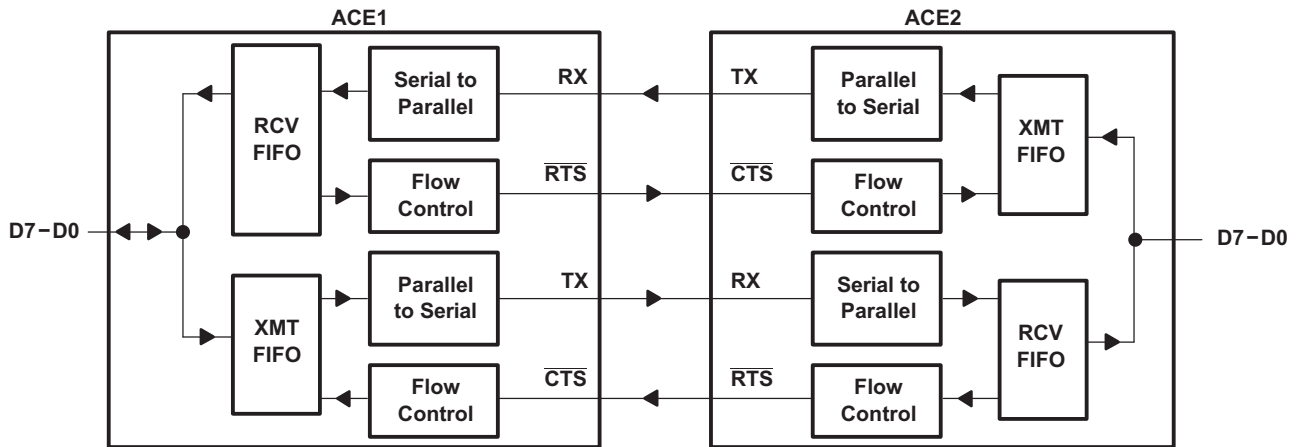 ACE1
ACE2
Serial to
Parallel
RX
TX
Parallel
to Serial
RCV
FIFO
XMT
FIFO
Flow
Control
RTS
CTS
Flow
Control
D7–D0
D7–D0
XMT
FIFO
Parallel
to Serial
TX
RX
Serial to
Parallel
RCV
FIFO
Flow
Control
CTS
RTS
Flow
Control